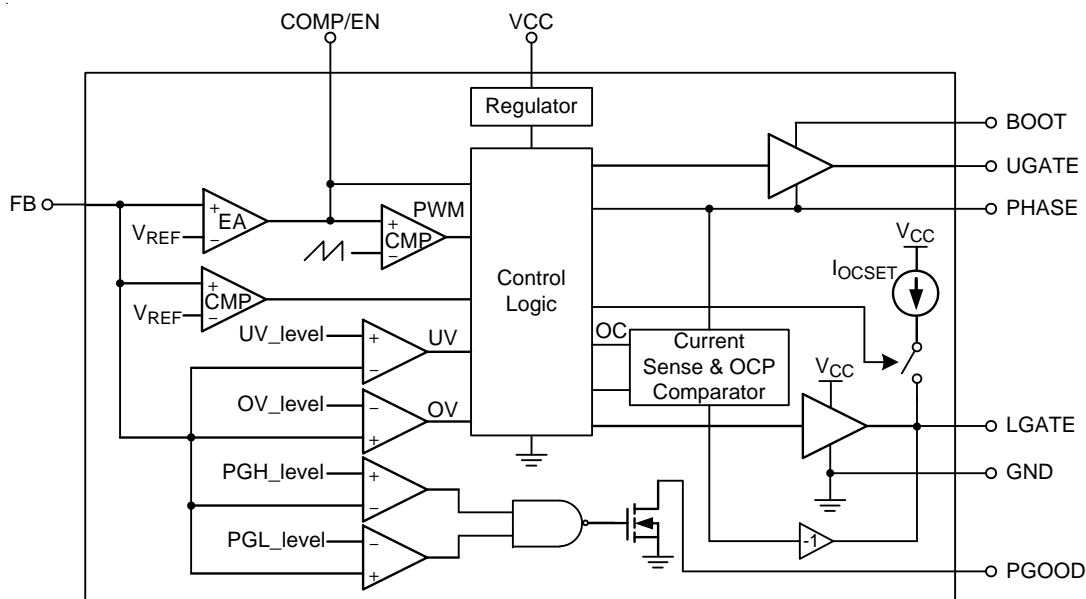 COMP/EN
VCC
Regulator
BOOT
UGATE
PHASE
FB
+
EA
VREF
−
PWM
+
CMP
−
+
CMP
VREF
−
Control
Logic
VCC
IOCSET
UV_level
+
−
UV
OC
Current
Sense & OCP
Comparator
VCC
OV_level
−
+
OV
LGATE
GND
PGH_level
+
−
PGL_level
−
+
-1
PGOOD